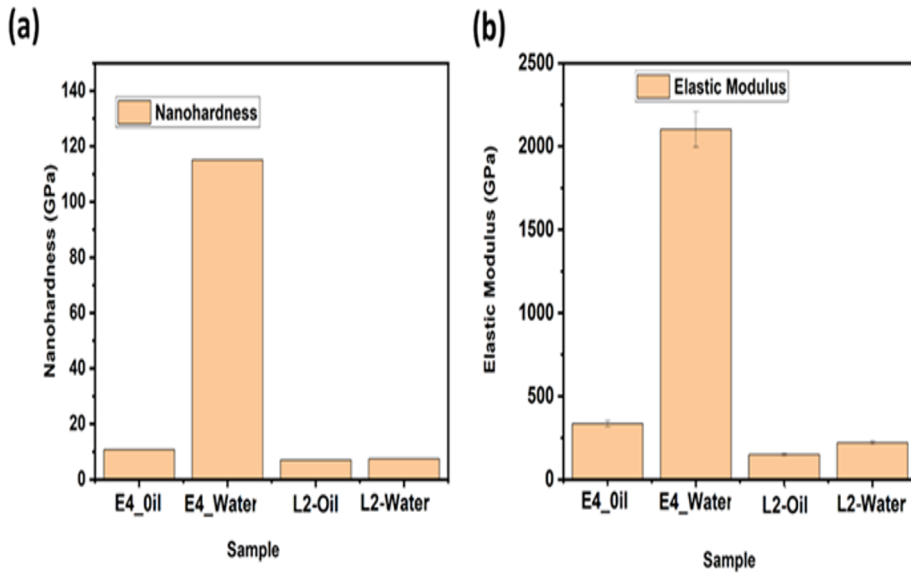 (a)
140
120
100
80
60
40
20
0
Nanohardness (GPa)
Nanohardness
E4_0il
E4_Water
L2-Oil
L2-Water
Sample
(b)
2500
2000
1500
1000
500
0
Elastic Modulus (GPa)
Elastic Modulus
E4_0il
E4_Water
L2-Oil
L2-Water
Sample